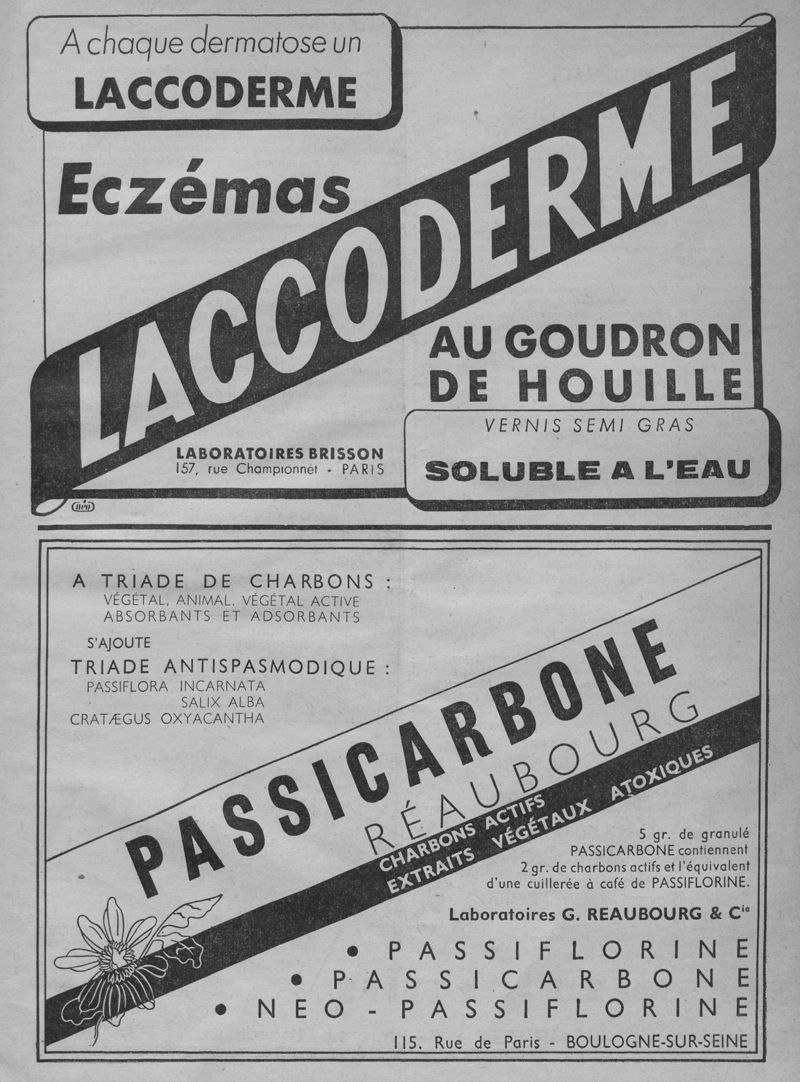 A chaque dermatose un
LACCODERME
Eczémas
LACCODERME
AU GOUDRON
DE HOUILLE
VERNIS SEMI GRAS
SOLUBLE A L'EAU
LABORATOIRES BRISSON
157, rue Championnet - PARIS
A TRIADE DE CHARBONS :
VÉGÉTAL, ANIMAL. VÉGÉTAL ACTIVE
ABSORBANTS ET ADSORBANTS
S'AJOUTE
TRIADE ANTISPASMODIQUE :
PASSIFLORA INCARNATA
SALIX ALBA
CRATÆGUS OXYACANTHA
PASSICARBONE
RÉAUBOURG
CHARBONS ACTIFS
EXTRAITS VÉGÉTAUX ATOXIQUES
5 gr. de granulé
PASSICARBONE contiennent
2 gr. de charbons actifs et l'équivalent
d'une cuillerée à café de PASSIFLORINE.
Laboratoires G. REAUBOURG & Cie
• PASSIFLORINE
• PASSICARBONE
• NEO-PASSIFLORINE
115, Rue de Paris - BOULOGNE-SUR-SEINE